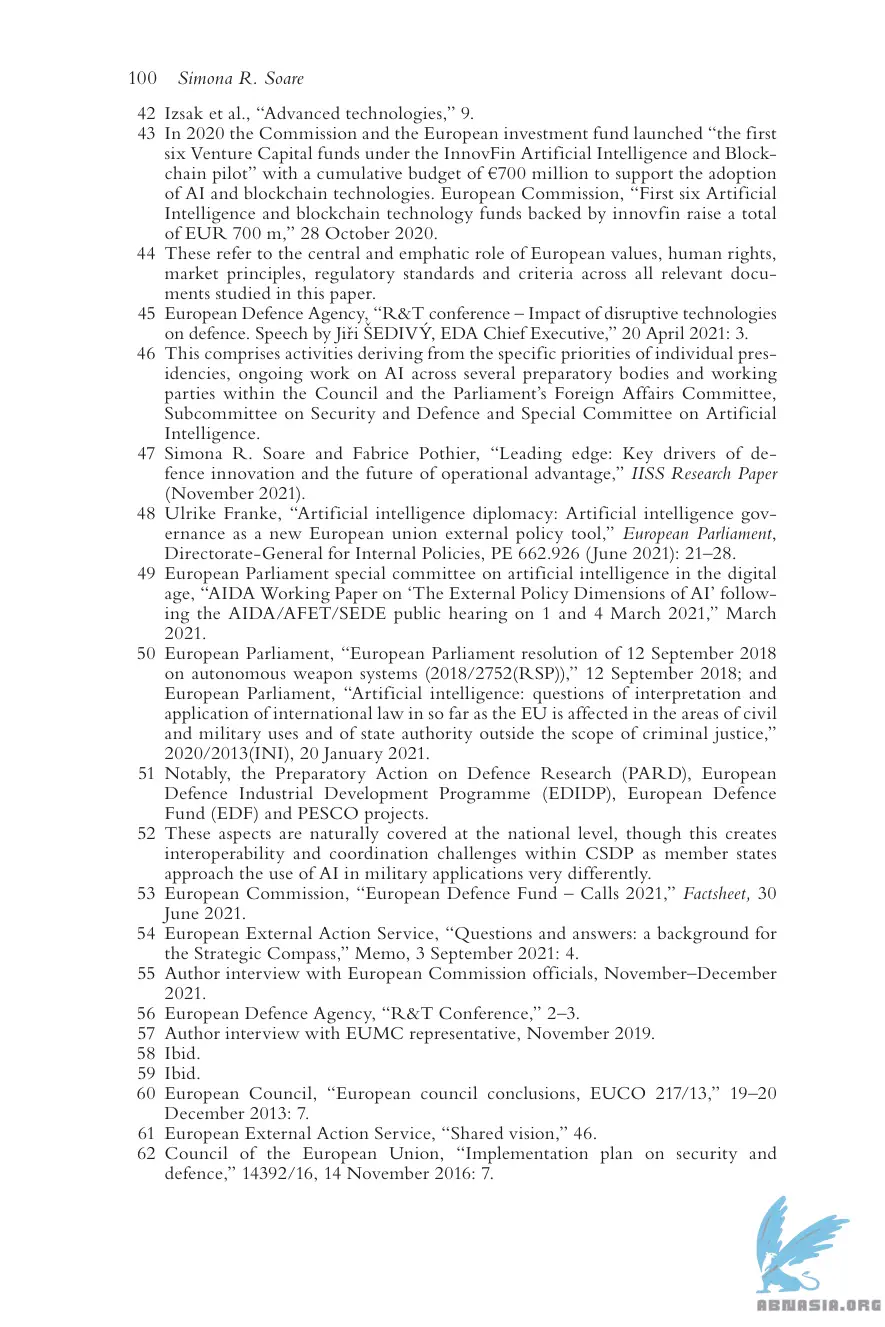 100 Simona R. Soare
42 Izsak et al., “Advanced technologies,” 9.
43 In 2020 the Commission and the European investment fund launched “the first
six Venture Capital funds under the InnovFin Artificial Intelligence and Block-
chain pilot” with a cumulative budget of €700 million to support the adoption
of AI and blockchain technologies. European Commission, “First six Artificial
Intelligence and blockchain technology funds backed by innovfin raise a total
of EUR 700 m,” 28 October 2020.
44 These refer to the central and emphatic role of European values, human rights,
market principles, regulatory standards and criteria across all relevant docu-
ments studied in this paper.
45 European Defence Agency, “R&T conference – Impact of disruptive technologies
on defence. Speech by Jiři ŠEDIVÝ, EDA Chief Executive,” 20 April 2021: 3.
46 This comprises activities deriving from the specific priorities of individual pres-
idencies, ongoing work on AI across several preparatory bodies and working
parties within the Council and the Parliament’s Foreign Affairs Committee,
Subcommittee on Security and Defence and Special Committee on Artificial
Intelligence.
47 Simona R. Soare and Fabrice Pothier, “Leading edge: Key drivers of de-
fence innovation and the future of operational advantage,” IISS Research Paper
(November 2021).
48 Ulrike Franke, “Artificial intelligence diplomacy: Artificial intelligence gov-
ernance as a new European union external policy tool,” European Parliament,
Directorate-General for Internal Policies, PE 662.926 (June 2021): 21–28.
49 European Parliament special committee on artificial intelligence in the digital
age, “AIDA Working Paper on ‘The External Policy Dimensions of AI’ follow-
ing the AIDA/AFET/SEDE public hearing on 1 and 4 March 2021,” March
2021.
50 European Parliament, “European Parliament resolution of 12 September 2018
on autonomous weapon systems (2018/2752(RSP)),” 12 September 2018; and
European Parliament, “Artificial intelligence: questions of interpretation and
application of international law in so far as the EU is affected in the areas of civil
and military uses and of state authority outside the scope of criminal justice,”
2020/2013(INI), 20 January 2021.
51 Notably, the Preparatory Action on Defence Research (PARD), European
Defence Industrial Development Programme (EDIDP), European Defence
Fund (EDF) and PESCO projects.
52 These aspects are naturally covered at the national level, though this creates
interoperability and coordination challenges within CSDP as member states
approach the use of AI in military applications very differently.
53 European Commission, “European Defence Fund – Calls 2021,” Factsheet, 30
June 2021.
54 European External Action Service, “Questions and answers: a background for
the Strategic Compass,” Memo, 3 September 2021: 4.
55 Author interview with European Commission officials, November–December
2021.
56 European Defence Agency, “R&T Conference,” 2–3.
57 Author interview with EUMC representative, November 2019.
58 Ibid.
59 Ibid.
60 European Council, “European council conclusions, EUCO 217/13,” 19–20
December 2013: 7.
61 European External Action Service, “Shared vision,” 46.
62 Council of the European Union, “Implementation plan on security and
defence,” 14392/16, 14 November 2016: 7.
ABNASIA.ORG